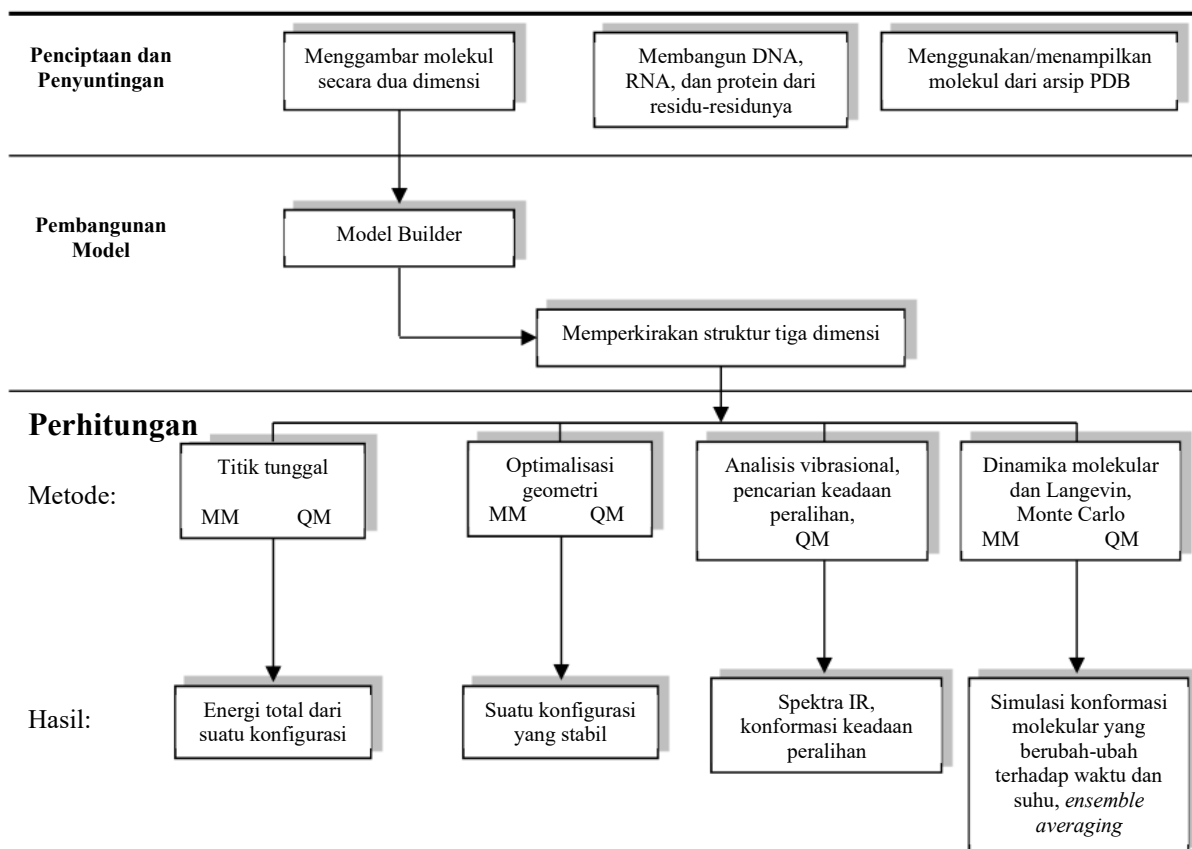 Penciptaan dan
Penyuntingan
Menggambar molekul
secara dua dimensi
Membangun DNA,
RNA, dan protein dari
residu-residunya
Menggunakan/menampilkan
molekul dari arsip PDB
Pembangunan
Model
Model Builder
Memperkirakan struktur tiga dimensi
Perhitungan
Metode:
Titik tunggal
MM QM
Optimalisasi
geometri
MM QM
Analisis vibrasional,
pencarian keadaan
peralihan,
QM
Dinamika molekular
dan Langevin,
Monte Carlo
MM QM
Hasil:
Energi total dari
suatu konfigurasi
Suatu konfigurasi
yang stabil
Spektra IR,
konformasi keadaan
peralihan
Simulasi konformasi
molekular yang
berubah-ubah
terhadap waktu dan
suhu, ensemble
averaging